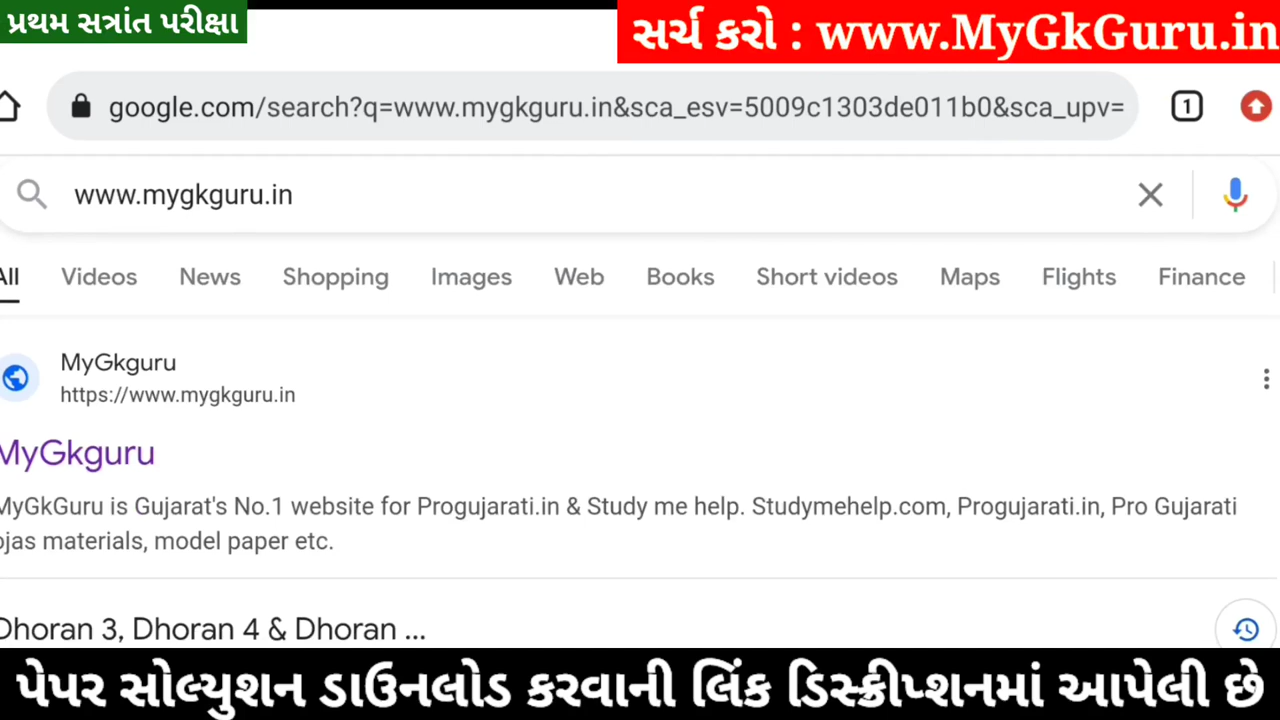 પ્રથમ સત્રાંત પરીક્ષા
સર્ચ કરો : www.MyGkGuru.in
google.com/search?q=www.mygkguru.in&sca_esv=5009c1303de011b0&sca_upv=
1
www.mygkguru.in
All Videos News Shopping Images Web Books Short videos Maps Flights Finance
MyGkguru
https://www.mygkguru.in
MyGkguru
MyGkGuru is Gujarat's No.1 website for Progujarati.in & Study me help. Studymehelp.com, Progujarati.in, Pro Gujarati
ojas materials, model paper etc.
Dhoran 3, Dhoran 4 & Dhoran ...
પેપર સોલ્યુશન ડાઉનલોડ કરવાની લિંક ડિસ્ક્રીપ્શનમાં આપેલી છે